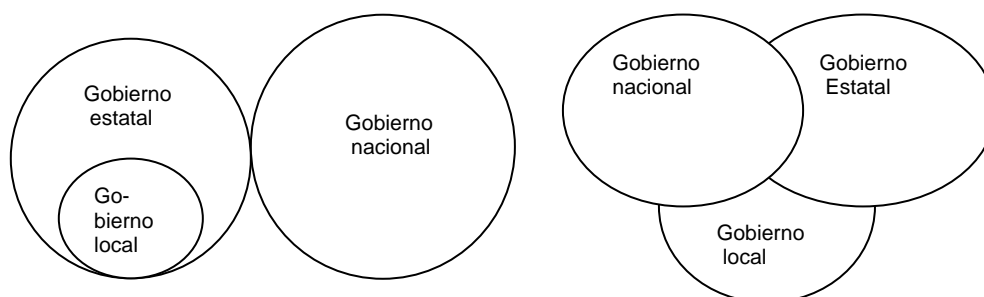 Gobierno
estatal
Go-
bierno
local
Gobierno
nacional
Gobierno
nacional
Gobierno
Estatal
Gobierno
local